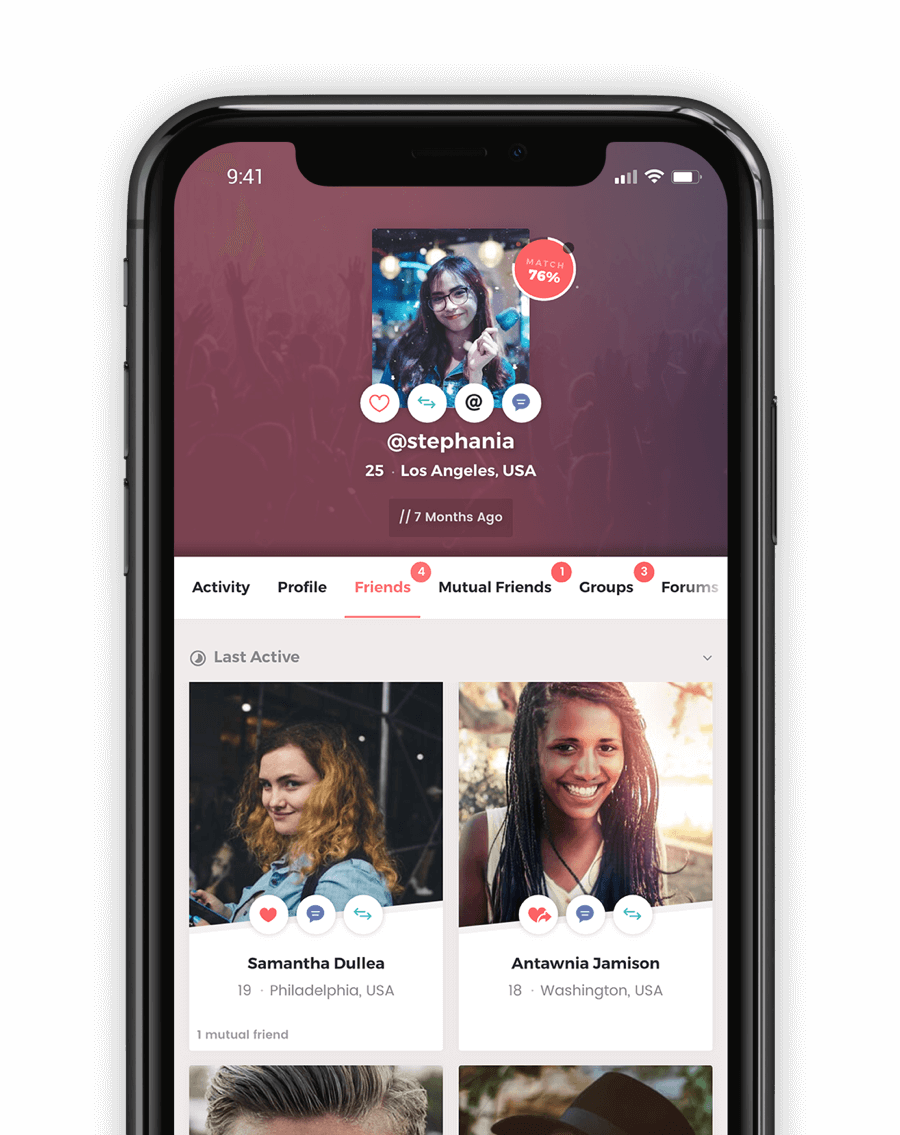 9:41
MATCH
76%
@
@stephania
25 · Los Angeles, USA
// 7 Months Ago
Activity
Profile
Friends 4
Mutual Friends 1
Groups 3
Forums
Last Active
Samantha Dullea
19 · Philadelphia, USA
1 mutual friend
Antawnia Jamison
18 · Washington, USA